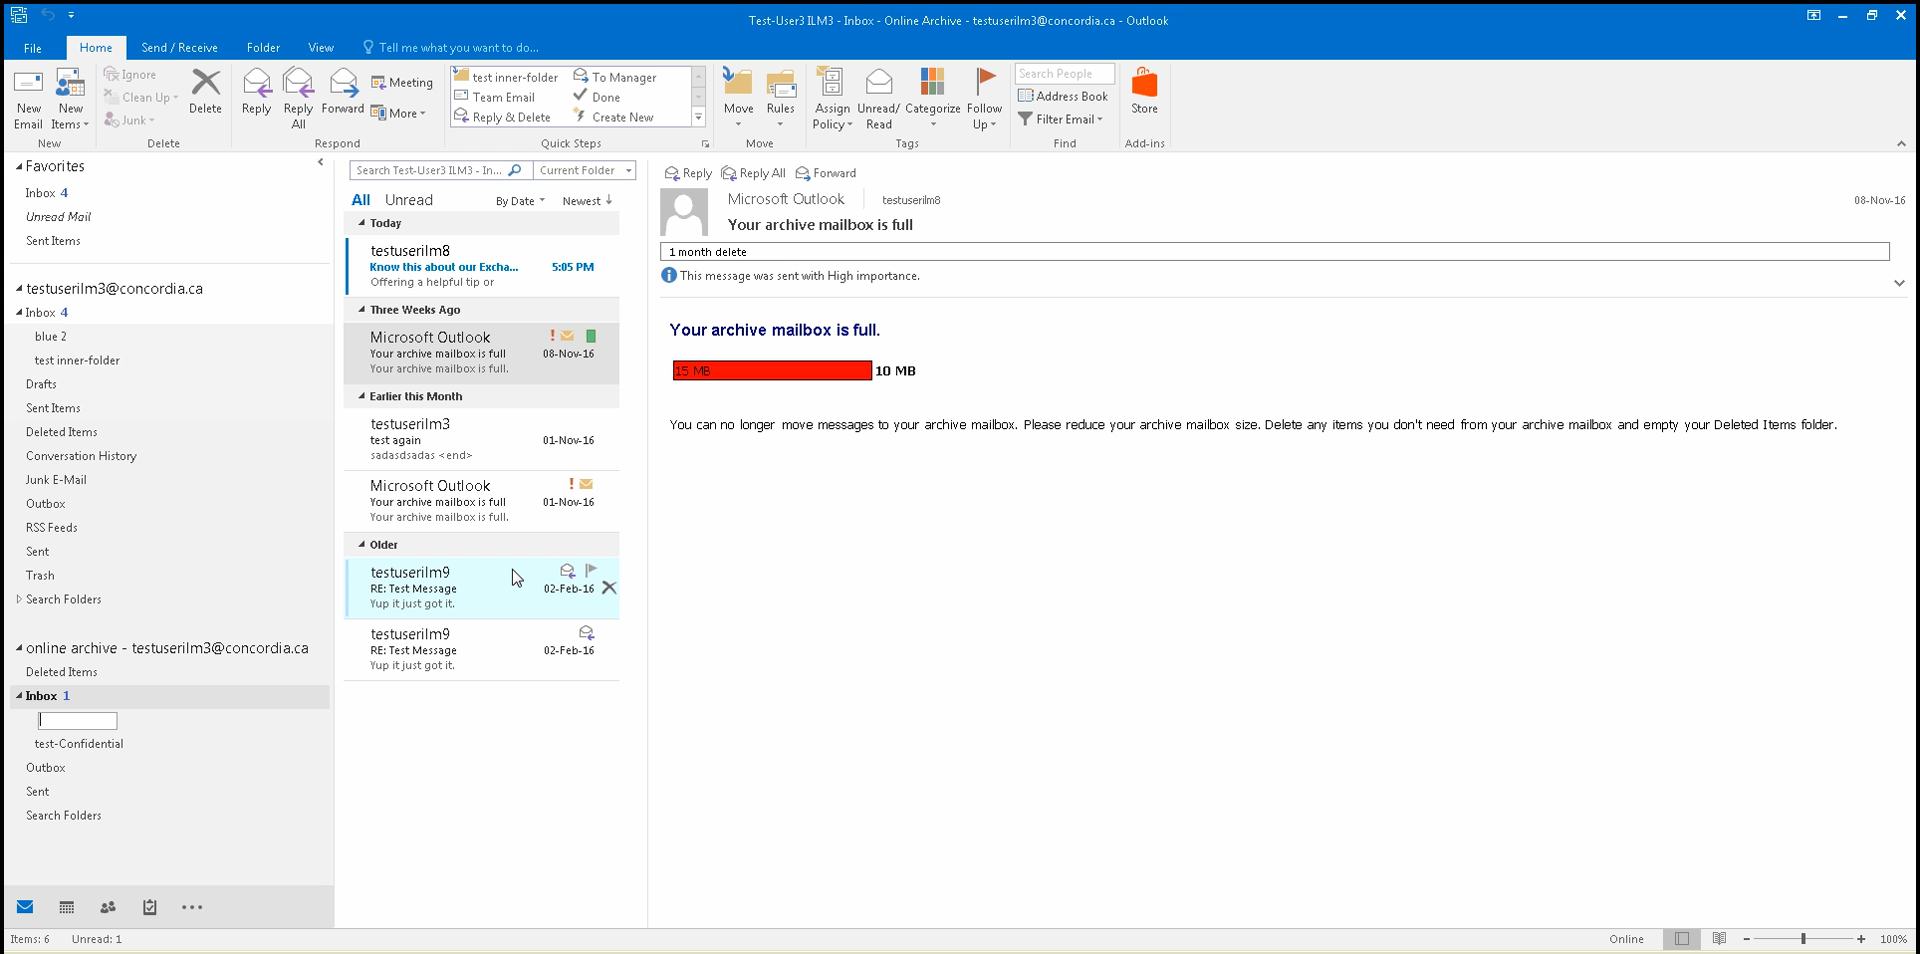 Test-User3 ILM3 - Inbox - Online Archive - testuserilm3@concordia.ca - Outlook
File Home Send / Receive Folder View Tell me what you want to do...
New Email
New Items
Ignore
Clean Up
Junk
Delete
Reply
Reply All
Forward
Meeting
More
test inner-folder
To Manager
Team Email
Done
Reply & Delete
Create New
Move
Rules
Assign Policy
Unread/ Read
Categorize
Follow Up
Search People
Address Book
Filter Email
Store
New Delete Respond Quick Steps Move Tags Find Add-ins
Favorites
Inbox 4
Unread Mail
Sent Items
testuserilm3@concordia.ca
Inbox 4
blue 2
test inner-folder
Drafts
Sent Items
Deleted Items
Conversation History
Junk E-Mail
Outbox
RSS Feeds
Sent
Trash
Search Folders
online archive - testuserilm3@concordia.ca
Deleted Items
Inbox 1
test-Confidential
Outbox
Sent
Search Folders
Search Test-User3 ILM3 - In... Current Folder
All Unread By Date Newest ↓
Today
testuserilm8
Know this about our Excha... 5:05 PM
Offering a helpful tip or
Three Weeks Ago
Microsoft Outlook
Your archive mailbox is full 08-Nov-16
Your archive mailbox is full.
Earlier this Month
testuserilm3
test again 01-Nov-16
sadasdsadas <end>
Microsoft Outlook
Your archive mailbox is full 01-Nov-16
Your archive mailbox is full.
Older
testuserilm9
RE: Test Message 02-Feb-16
Yup it just got it.
testuserilm9
RE: Test Message 02-Feb-16
Yup it just got it.
Reply Reply All Forward
Microsoft Outlook testuserilm8 08-Nov-16
Your archive mailbox is full
1 month delete
This message was sent with High importance.
Your archive mailbox is full.
15 MB 10 MB
You can no longer move messages to your archive mailbox. Please reduce your archive mailbox size. Delete any items you don't need from your archive mailbox and empty your Deleted Items folder.
Items: 6 Unread: 1 Online 100%